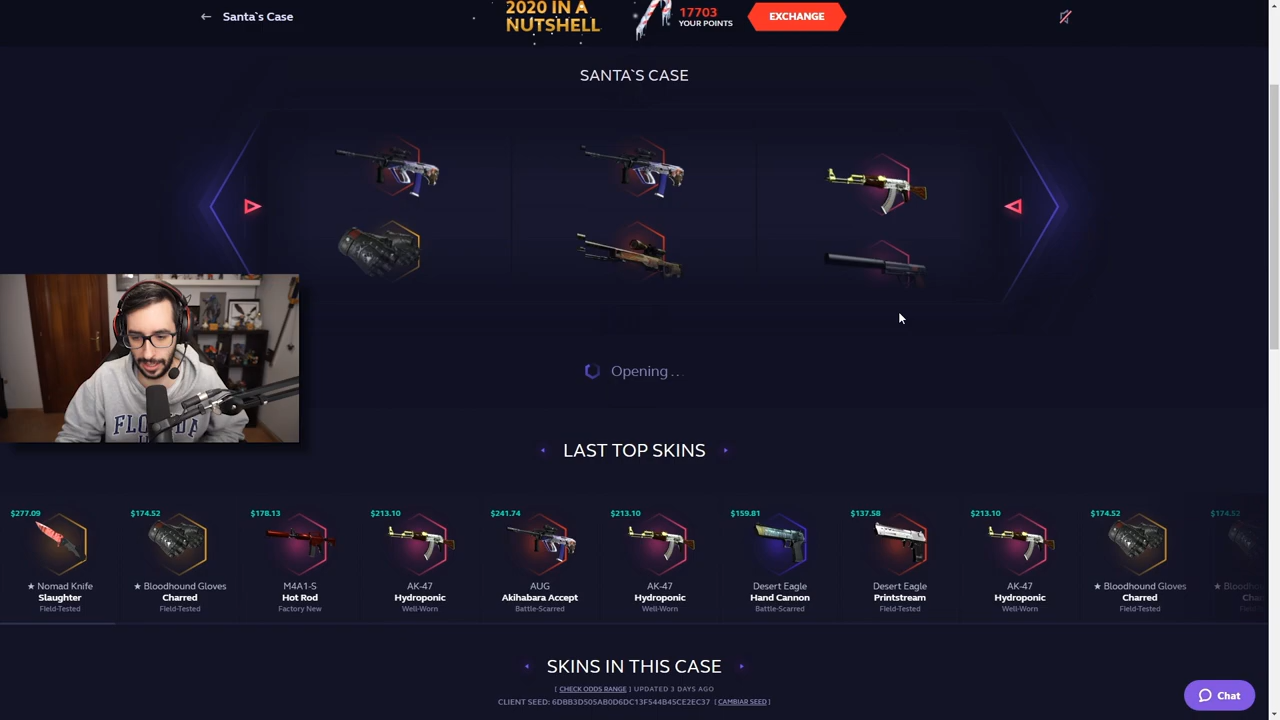 Santa`s Case
2020 IN A
NUTSHELL
17703
YOUR POINTS
EXCHANGE
SANTA`S CASE
Opening ...
FLORIDA
LAST TOP SKINS
$277.09
★ Nomad Knife
Slaughter
Field-Tested
$174.52
★ Bloodhound Gloves
Charred
Field-Tested
$178.13
M4A1-S
Hot Rod
Factory New
$213.10
AK-47
Hydroponic
Well-Worn
$241.74
AUG
Akihabara Accept
Battle-Scarred
$213.10
AK-47
Hydroponic
Well-Worn
$159.81
Desert Eagle
Hand Cannon
Battle-Scarred
$137.58
Desert Eagle
Printstream
Field-Tested
$213.10
AK-47
Hydroponic
Well-Worn
$174.52
★ Bloodhound Gloves
Charred
Field-Tested
$174.52
SKINS IN THIS CASE
[ CHECK ODDS RANGE ] UPDATED 3 DAYS AGO
CLIENT SEED: 6DBB3D505AB0D6DC13F544B45CE2EC37 [ CAMBIAR SEED ]
Chat